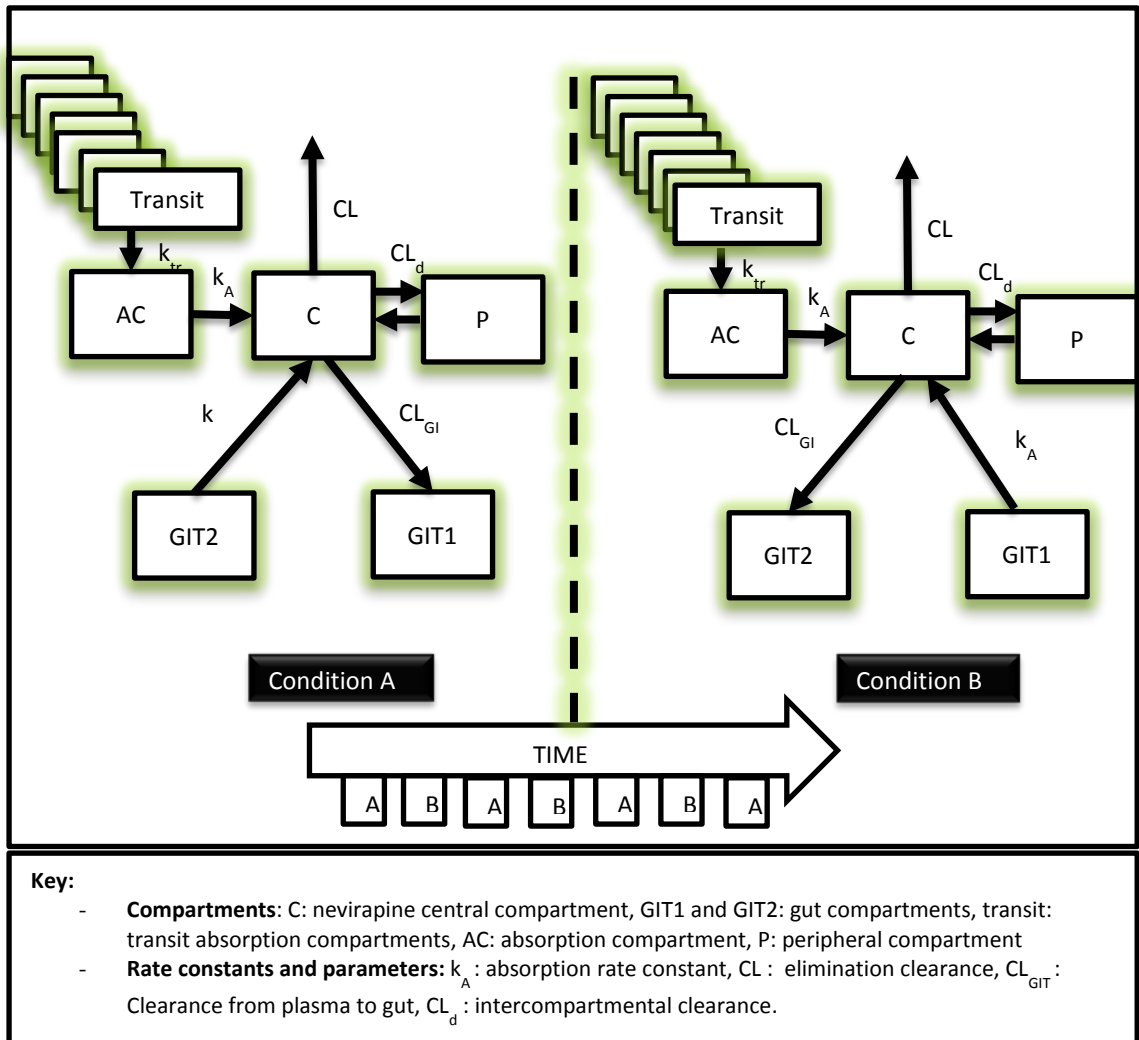 Transit
CL
k_tr
k_A
CL_d
AC
C
P
k
CL_GI
GIT2
GIT1
Condition A
Transit
CL
k_tr
k_A
CL_d
AC
C
P
CL_GI
k_A
GIT2
GIT1
Condition B
TIME
A B A B A B A
Key:
- Compartments: C: nevirapine central compartment, GIT1 and GIT2: gut compartments, transit:
transit absorption compartments, AC: absorption compartment, P: peripheral compartment
- Rate constants and parameters: k_A : absorption rate constant, CL : elimination clearance, CL_GIT :
Clearance from plasma to gut, CL_d : intercompartmental clearance.